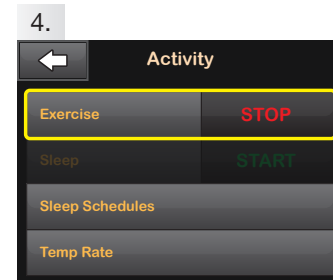 4.
Activity
Exercise STOP
Sleep START
Sleep Schedules
Temp Rate